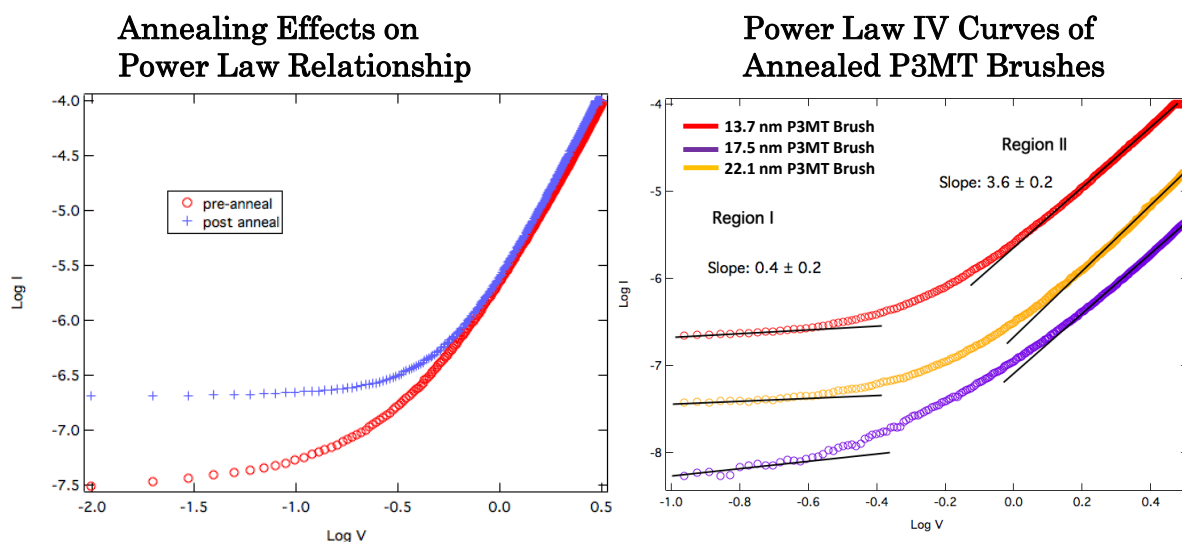 Annealing Effects on
Power Law Relationship
-4.0
-4.5
-5.0
-5.5
-6.0
-6.5
-7.0
-7.5
Log I
pre-anneal
post anneal
-2.0 -1.5 -1.0 -0.5 0.0 0.5
Log V
Power Law IV Curves of
Annealed P3MT Brushes
-4
-5
-6
-7
-8
Log I
13.7 nm P3MT Brush
17.5 nm P3MT Brush
22.1 nm P3MT Brush
Region II
Slope: 3.6 ± 0.2
Region I
Slope: 0.4 ± 0.2
-1.0 -0.8 -0.6 -0.4 -0.2 0.0 0.2 0.4
Log V